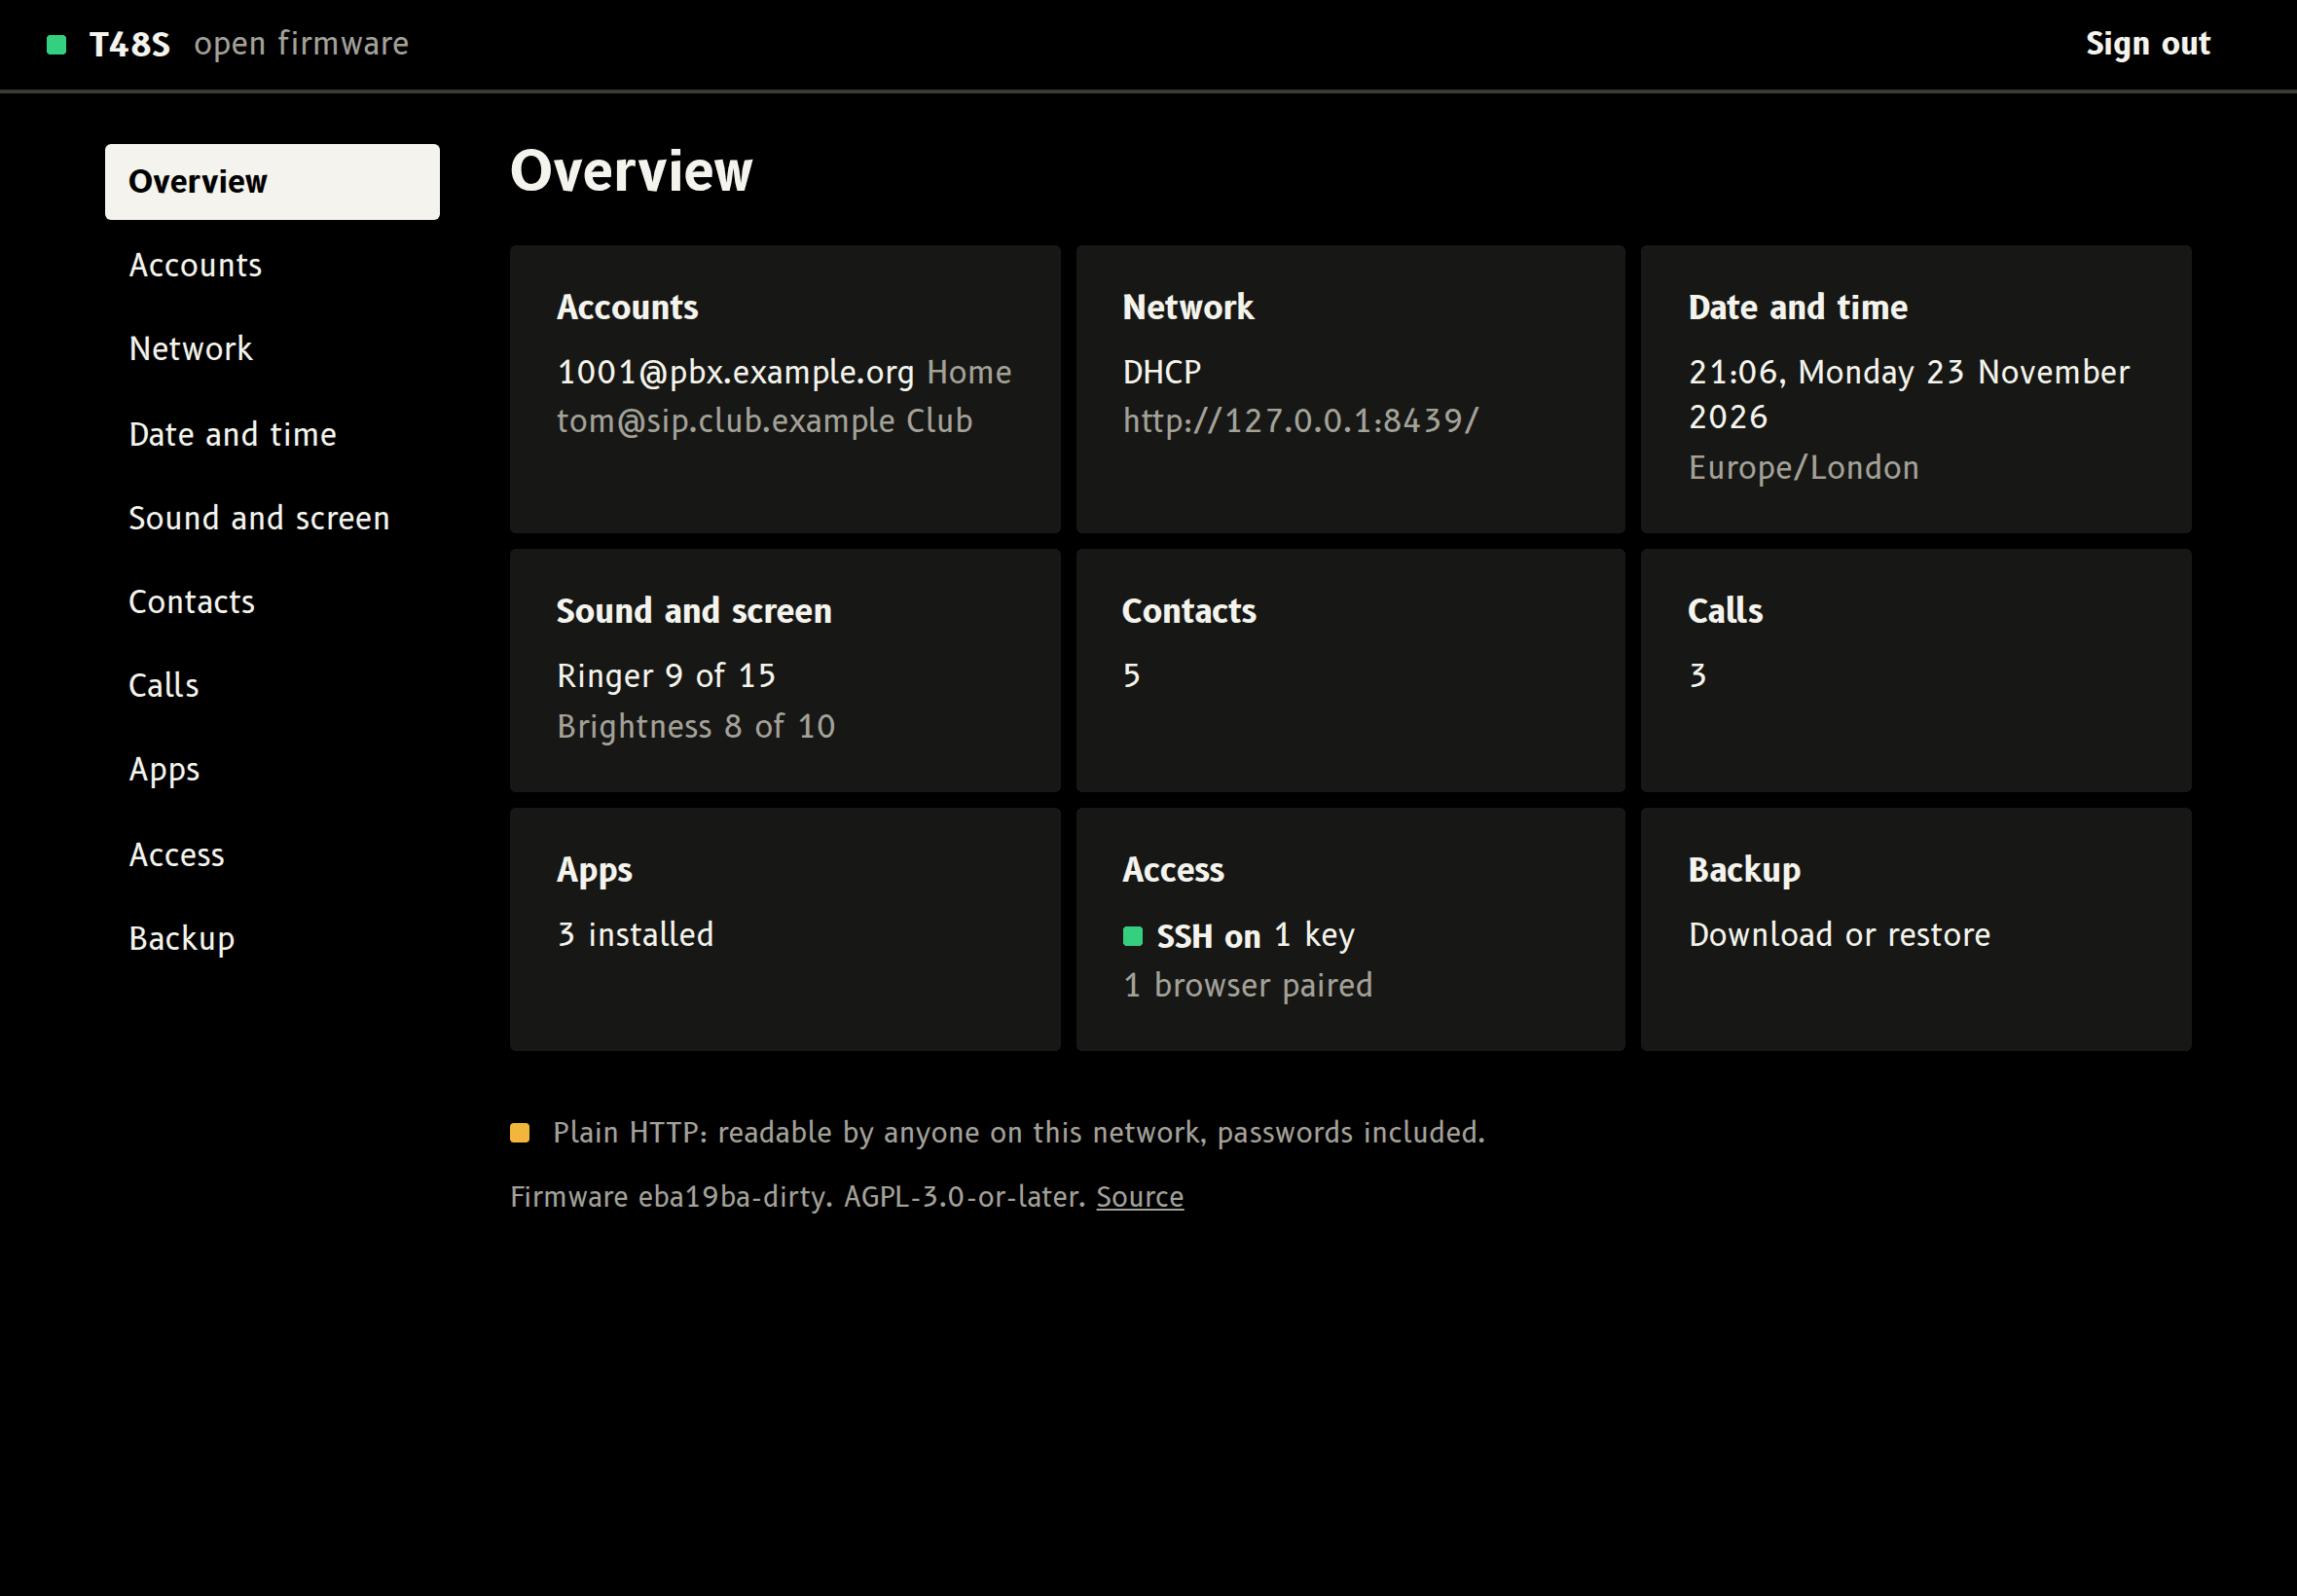 T48S open firmware
Sign out
Overview
Accounts
Network
Date and time
Sound and screen
Contacts
Calls
Apps
Access
Backup
Overview
Accounts
1001@pbx.example.org Home
tom@sip.club.example Club
Network
DHCP
http://127.0.0.1:8439/
Date and time
21:06, Monday 23 November
2026
Europe/London
Sound and screen
Ringer 9 of 15
Brightness 8 of 10
Contacts
5
Calls
3
Apps
3 installed
Access
SSH on 1 key
1 browser paired
Backup
Download or restore
Plain HTTP: readable by anyone on this network, passwords included.
Firmware eba19ba-dirty. AGPL-3.0-or-later. Source